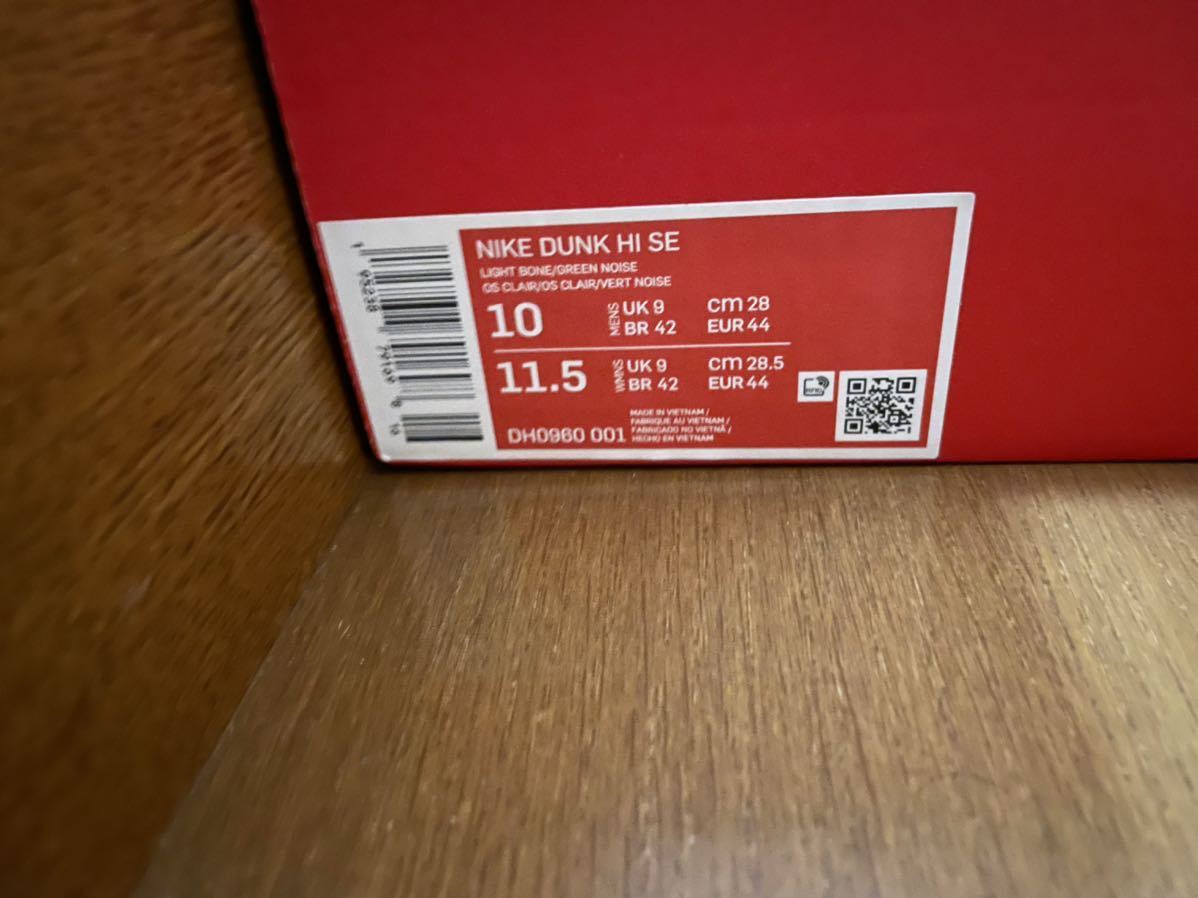 NIKE DUNK HI SE
LIGHT BONE/GREEN NOISE
OS CLAIR/OS CLAIR/VERT NOISE
10 MENS UK 9 cm 28
BR 42 EUR 44
11.5 WMNS UK 9 cm 28.5
BR 42 EUR 44
DH0960 001
MADE IN VIETNAM /
FABRIQUE AU VIETNAM /
FABRICADO NO VIETNÃ /
HECHO EN VIETNAM